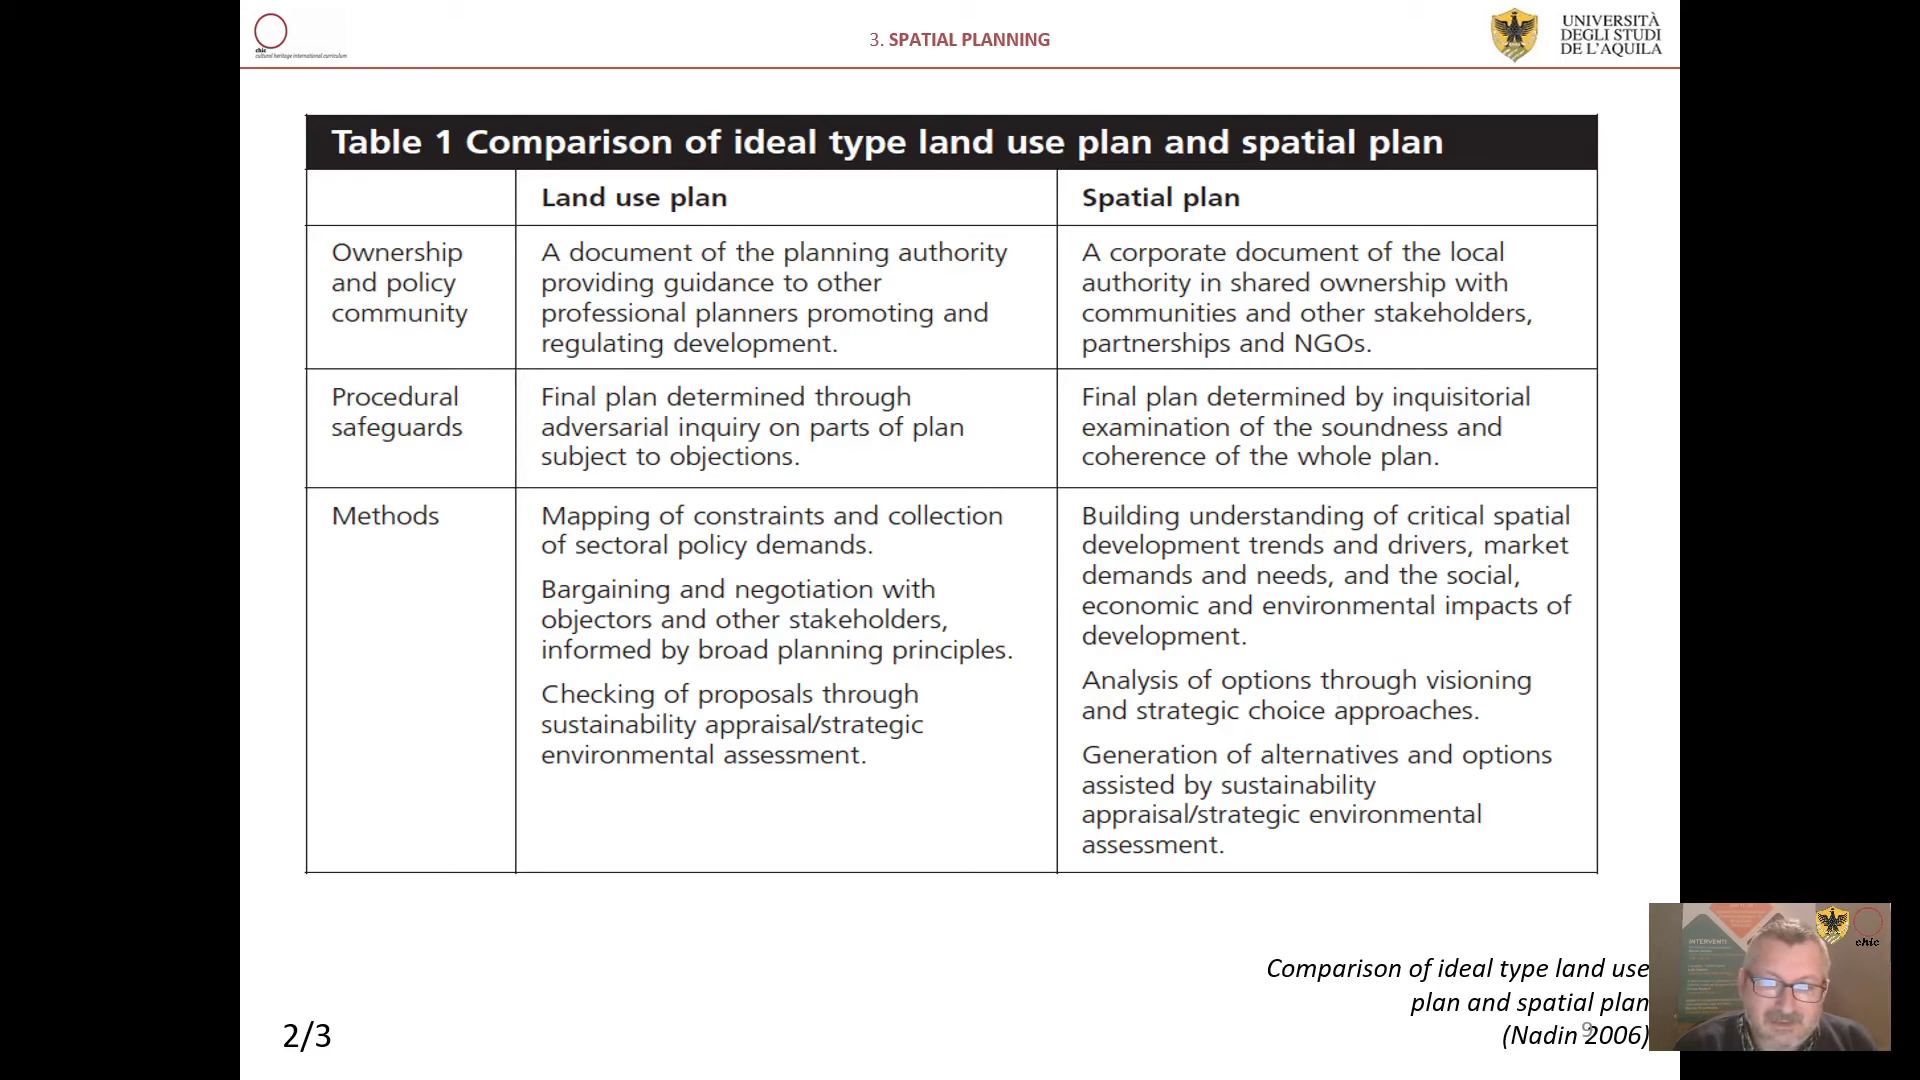 chic
cultural heritage international curriculum
3. SPATIAL PLANNING
UNIVERSITÀ
DEGLI STUDI
DE L'AQUILA
Table 1 Comparison of ideal type land use plan and spatial plan
Land use plan
Spatial plan
Ownership
and policy
community
A document of the planning authority
providing guidance to other
professional planners promoting and
regulating development.
A corporate document of the local
authority in shared ownership with
communities and other stakeholders,
partnerships and NGOs.
Procedural
safeguards
Final plan determined through
adversarial inquiry on parts of plan
subject to objections.
Final plan determined by inquisitorial
examination of the soundness and
coherence of the whole plan.
Methods
Mapping of constraints and collection
of sectoral policy demands.
Bargaining and negotiation with
objectors and other stakeholders,
informed by broad planning principles.
Checking of proposals through
sustainability appraisal/strategic
environmental assessment.
Building understanding of critical spatial
development trends and drivers, market
demands and needs, and the social,
economic and environmental impacts of
development.
Analysis of options through visioning
and strategic choice approaches.
Generation of alternatives and options
assisted by sustainability
appraisal/strategic environmental
assessment.
Comparison of ideal type land use
plan and spatial plan
(Nadin 2006)
9
2/3
INTERVENTI
chic